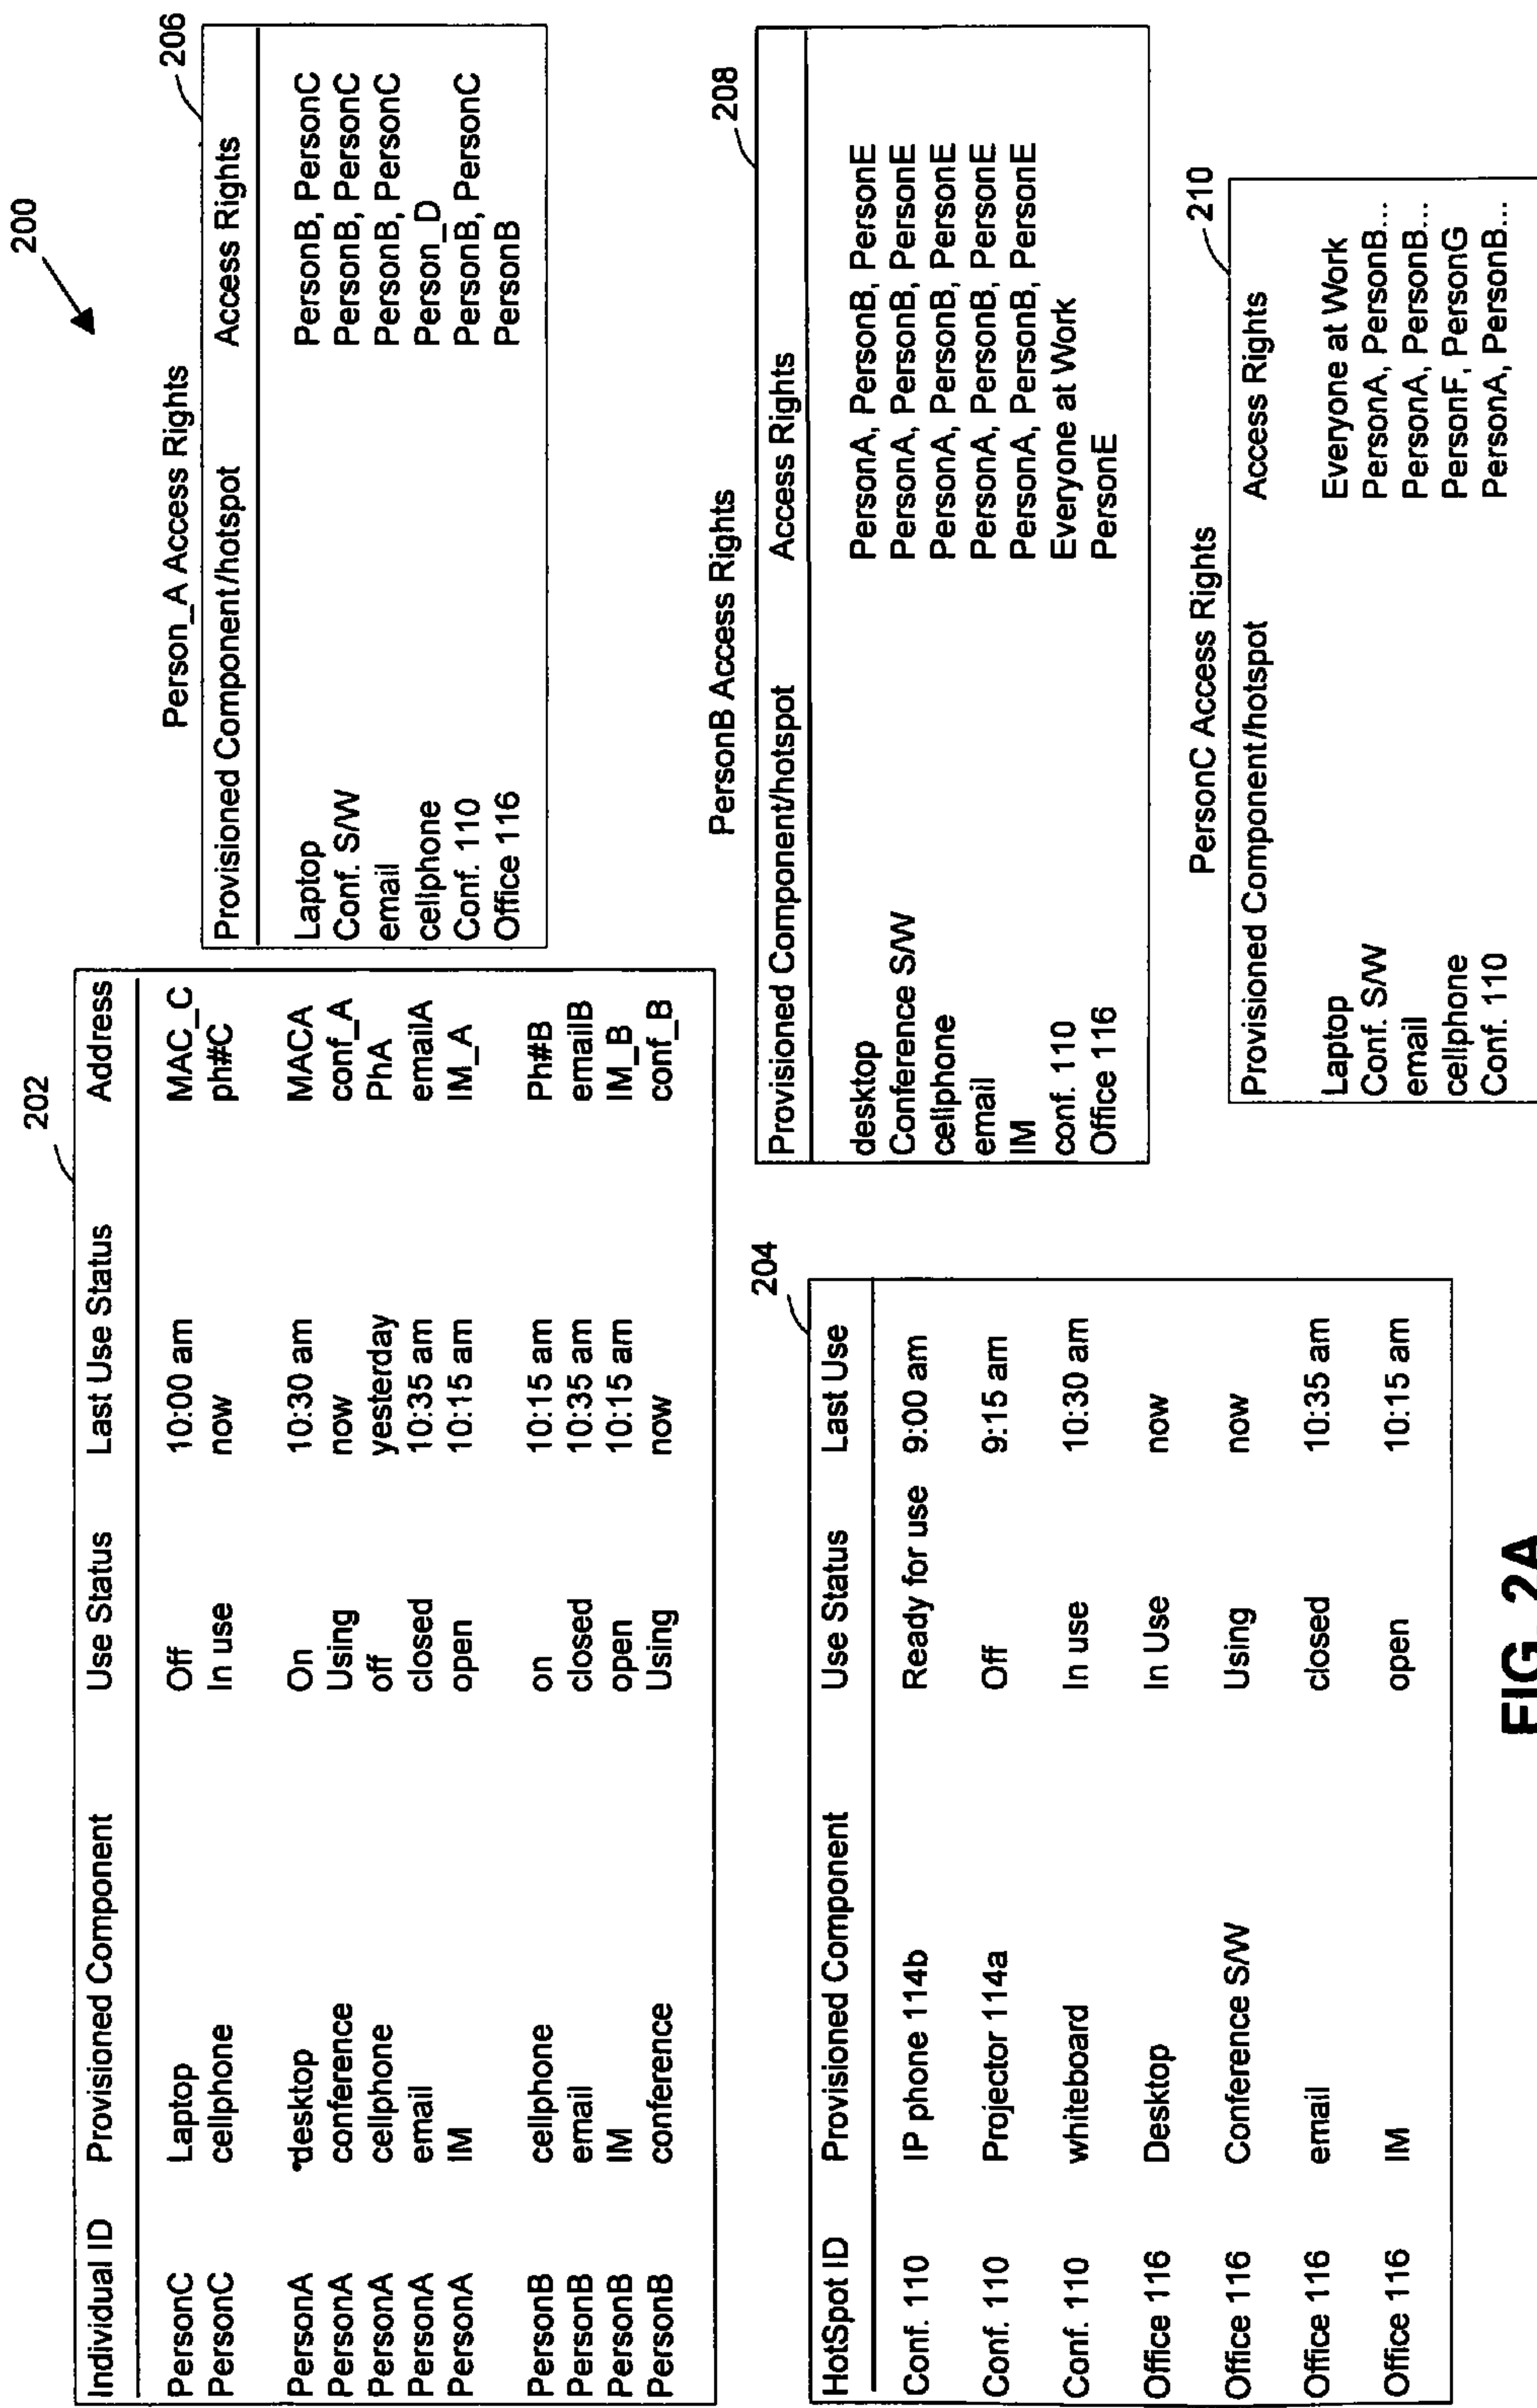 200
202
Individual ID Provisioned Component Use Status Last Use Status Address
PersonC Laptop Off 10:00 am MAC_C
PersonC cellphone In use now ph#C
PersonA desktop On 10:30 am MACA
PersonA conference Using now conf_A
PersonA cellphone off yesterday PhA
PersonA email closed 10:35 am emailA
PersonA IM open 10:15 am IM_A
PersonB cellphone on 10:15 am Ph#B
PersonB email closed 10:35 am emailB
PersonB IM open 10:15 am IM_B
PersonB conference Using now conf_B
204
HotSpot ID Provisioned Component Use Status Last Use
Conf. 110 IP phone 114b Ready for use 9:00 am
Conf. 110 Projector 114a Off 9:15 am
Conf. 110 whiteboard In use 10:30 am
Office 116 Desktop In Use now
Office 116 Conference S/W Using now
Office 116 email closed 10:35 am
Office 116 IM open 10:15 am
Person_A Access Rights
206
Provisioned Component/hotspot Access Rights
Laptop PersonB, PersonC
Conf. S/W PersonB, PersonC
email PersonB, PersonC
cellphone Person_D
Conf. 110 PersonB, PersonC
Office 116 PersonB
PersonB Access Rights
208
Provisioned Component/hotspot Access Rights
desktop PersonA, PersonB, PersonE
Conference S/W PersonA, PersonB, PersonE
cellphone PersonA, PersonB, PersonE
email PersonA, PersonB, PersonE
IM PersonA, PersonB, PersonE
conf. 110 Everyone at Work
Office 116 PersonE
PersonC Access Rights
210
Provisioned Component/hotspot Access Rights
Laptop Everyone at Work
Conf. S/W PersonA, PersonB...
email PersonA, PersonB...
cellphone PersonF, PersonG
Conf. 110 PersonA, PersonB...
FIG. 2A